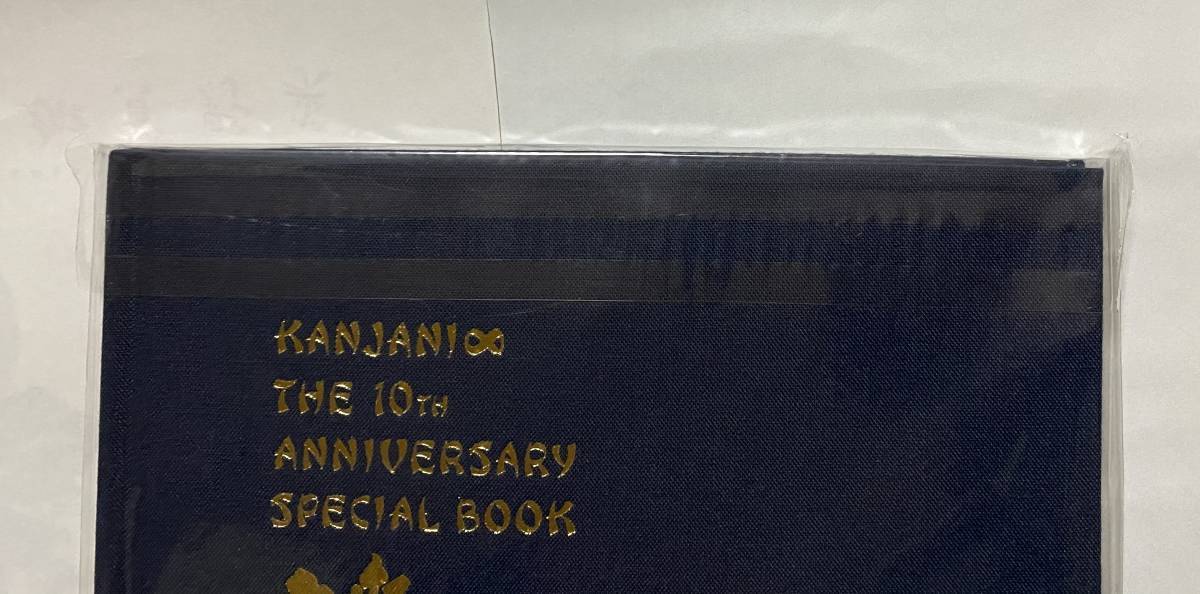 KANJANI∞
THE 10TH
ANNIVERSARY
SPECIAL BOOK